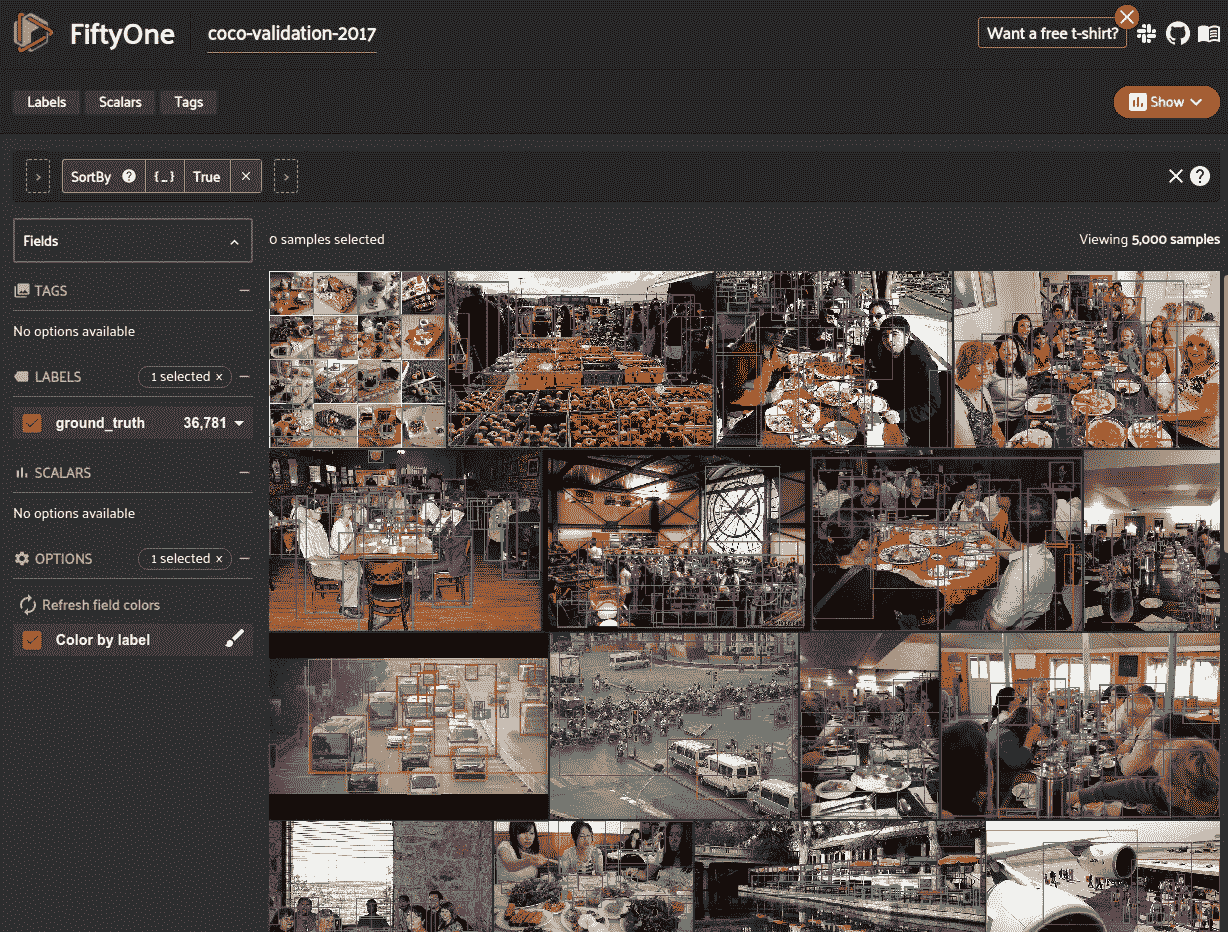 FiftyOne
coco-validation-2017
Want a free t-shirt?
Labels
Scalars
Tags
Show
SortBy ? {_} True ×
Fields
0 samples selected
Viewing 5,000 samples
TAGS
No options available
LABELS
1 selected ×
ground_truth
36,781
SCALARS
No options available
OPTIONS
1 selected ×
Refresh field colors
Color by label